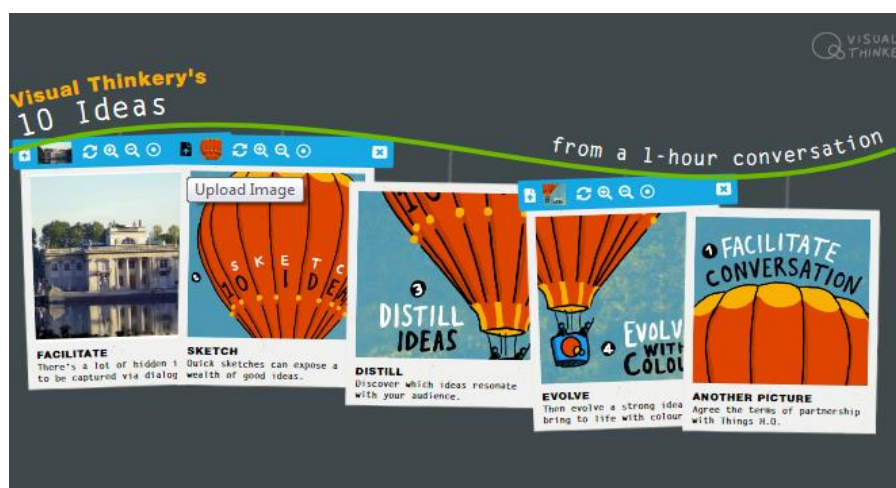 VISUAL
THINKE
Visual Thinkery's
10 Ideas
from a 1-hour conversation
Upload Image
SKETC
10 IDEA
3
DISTILL
IDEAS
4
EVOLV
WITH
COLOU
1 FACILITATE
CONVERSATION
FACILITATE
There's a lot of hidden i
to be captured via dialog
SKETCH
Quick sketches can expose a
wealth of good ideas.
DISTILL
Discover which ideas resonate
with your audience.
EVOLVE
Then evolve a strong idea
bring to life with colour
ANOTHER PICTURE
Agree the terms of partnership
with Things H.Q.